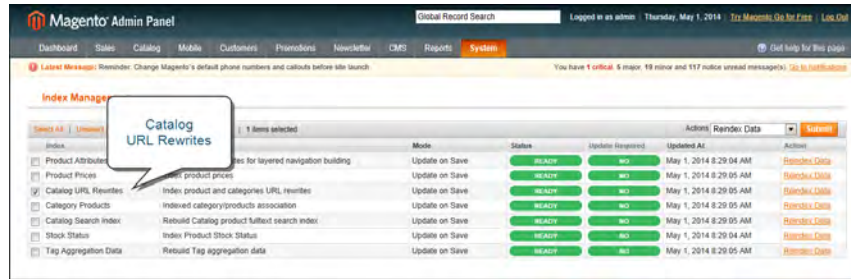 Magento® Admin Panel
Global Record Search
Logged in as admin | Thursday, May 1, 2014 | Try Magento Go for Free | Log Out
Dashboard Sales Catalog Mobile Customers Promotions Newsletter CMS Reports System
Get help for this page
Latest Message: Reminder: Change Magento's default phone numbers and callouts before site launch
You have 1 critical, 5 major, 19 minor and 117 notice unread message(s). Go to notifications
Index Manage
Catalog
URL Rewrites
Select All | | 1 items selected
Actions Reindex Data Submit
Index Mode Status Update Required Updated At Action
Product Attributes tes for layered navigation building Update on Save READY NO May 1, 2014 8:29:04 AM Reindex Data
Product Prices Index product prices Update on Save READY NO May 1, 2014 8:29:05 AM Reindex Data
Catalog URL Rewrites Index product and categories URL rewrites Update on Save READY NO May 1, 2014 8:29:04 AM Reindex Data
Category Products Indexed category/products association Update on Save READY NO May 1, 2014 8:29:05 AM Reindex Data
Catalog Search Index Rebuild Catalog product fulltext search index Update on Save READY NO May 1, 2014 8:29:05 AM Reindex Data
Stock Status Index Product Stock Status Update on Save READY NO May 1, 2014 8:29:04 AM Reindex Data
Tag Aggregation Data Rebuild Tag aggregation data Update on Save READY NO May 1, 2014 8:29:05 AM Reindex Data